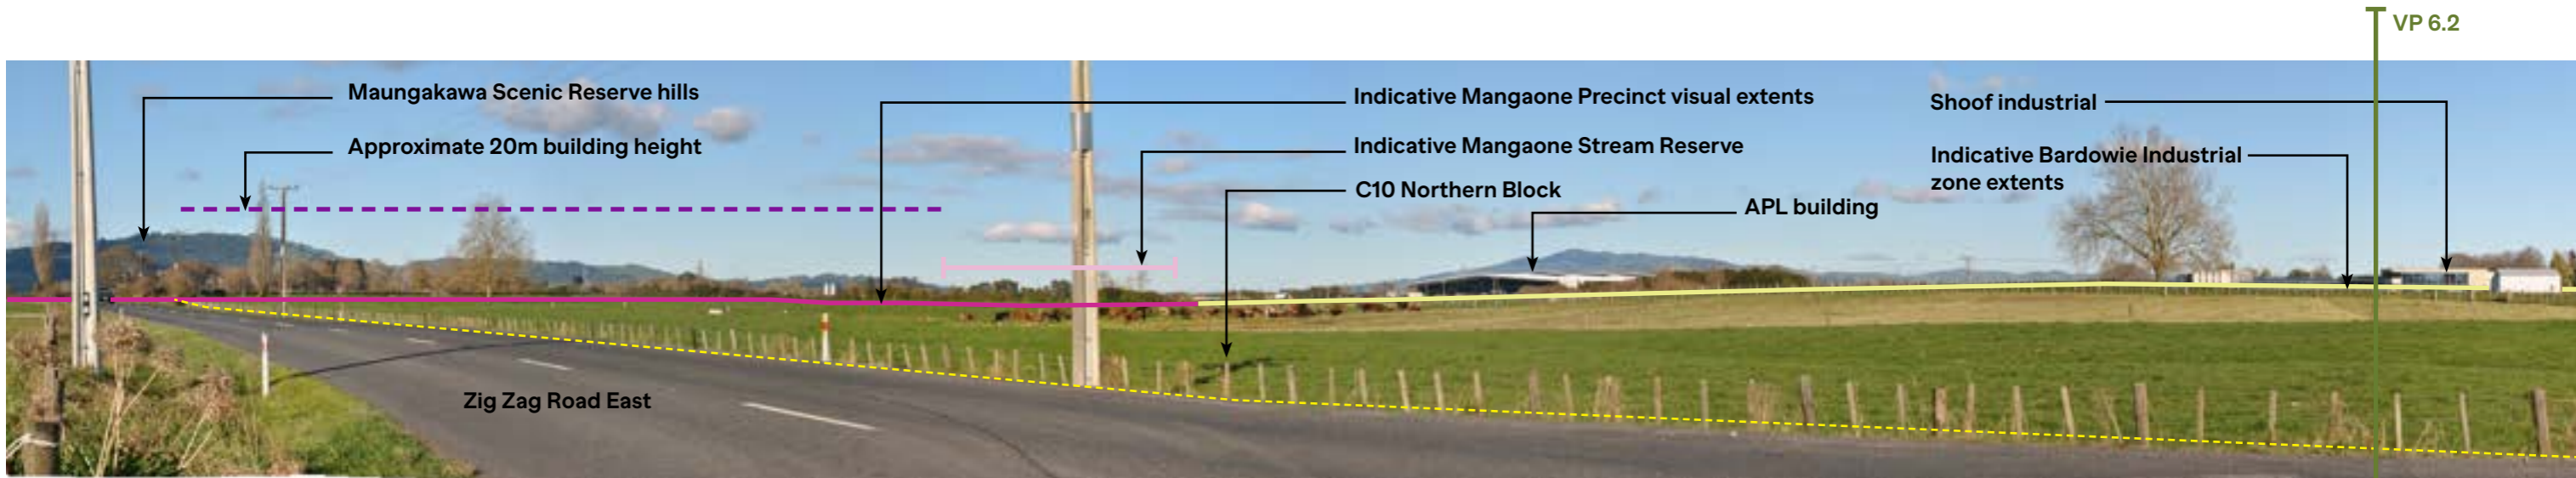 VP 6.2
Maungakawa Scenic Reserve hills
Approximate 20m building height
Indicative Mangaone Precinct visual extents
Indicative Mangaone Stream Reserve
C10 Northern Block
APL building
Shoof industrial
Indicative Bardowie Industrial
zone extents
Zig Zag Road East